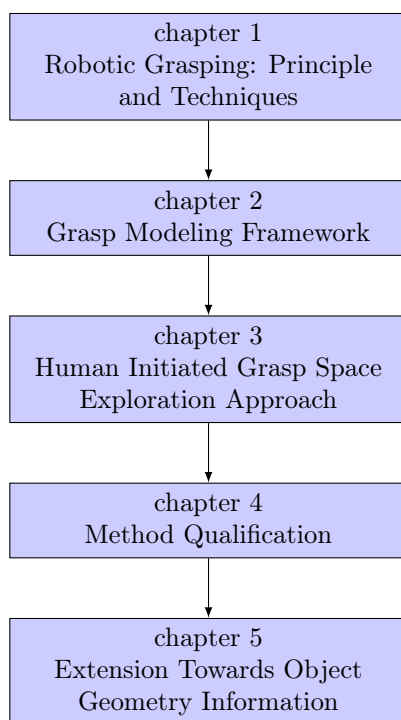 chapter 1
Robotic Grasping: Principle
and Techniques
chapter 2
Grasp Modeling Framework
chapter 3
Human Initiated Grasp Space
Exploration Approach
chapter 4
Method Qualification
chapter 5
Extension Towards Object
Geometry Information